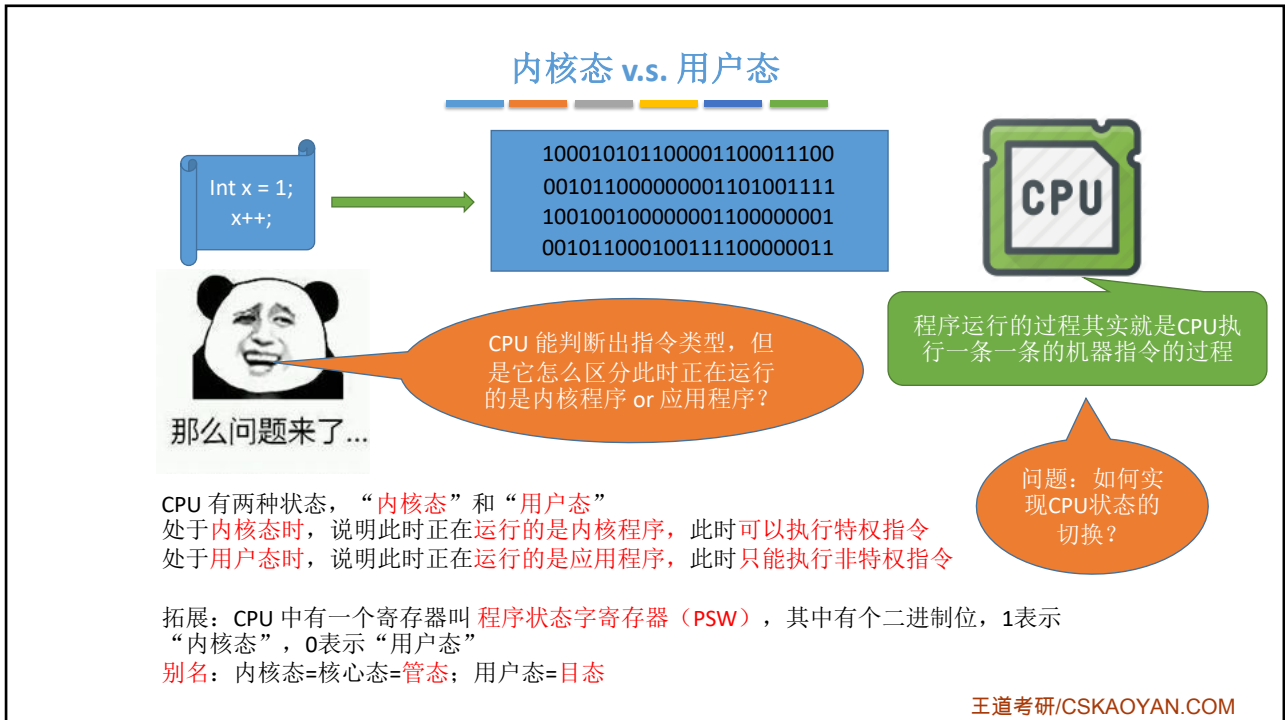 内核态 v.s. 用户态
Int x = 1;
x++;
100010101100001100011100
001011000000001101001111
100100100000001100000001
001011000100111100000011
CPU
程序运行的过程其实就是CPU执
行一条一条的机器指令的过程
CPU 能判断出指令类型，但
是它怎么区分此时正在运行
的是内核程序 or 应用程序？
那么问题来了...
问题：如何实
现CPU状态的
切换？
CPU 有两种状态，“内核态”和“用户态”
处于内核态时，说明此时正在运行的是内核程序，此时可以执行特权指令
处于用户态时，说明此时正在运行的是应用程序，此时只能执行非特权指令
拓展：CPU 中有一个寄存器叫 程序状态字寄存器（PSW），其中有个二进制位，1表示
“内核态”，0表示“用户态”
别名：内核态=核心态=管态；用户态=目态
王道考研/CSKAOYAN.COM